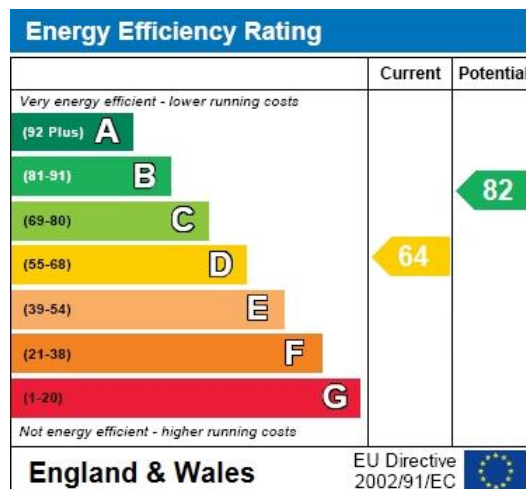 Energy Efficiency Rating
Current Potential
Very energy efficient - lower running costs
(92 Plus) A
(81-91) B
82
(69-80) C
(55-68) D
64
(39-54) E
(21-38) F
(1-20) G
Not energy efficient - higher running costs
England & Wales
EU Directive
2002/91/EC